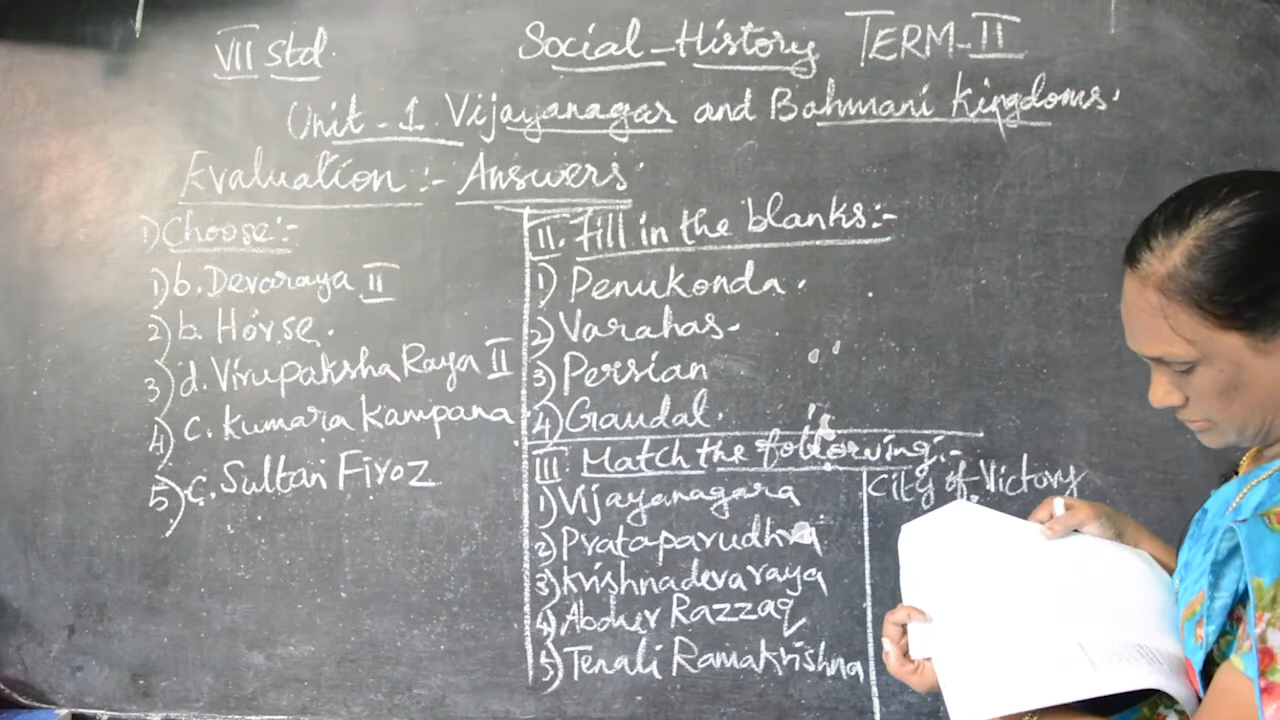 VII std.
Social-History TERM-II
Unit-1. Vijayanagar and Bahmani Kingdoms.
Evaluation:- Answers
1) Choose:-
1) b. Devaraya II
2) b. Horse.
3) d. Virupaksha Raya II
4) c. Kumara Kampana
5) c. Sultan Firoz
II. Fill in the blanks:-
1) Penukonda.
2) Varahas.
3) Persian
4) Gaudal.
III Match the following:-
1) Vijayanagara City of Victory
2) Prataparudhra
3) Krishnadevaraya
4) Abdur Razzaq
5) Tenali Ramakrishna